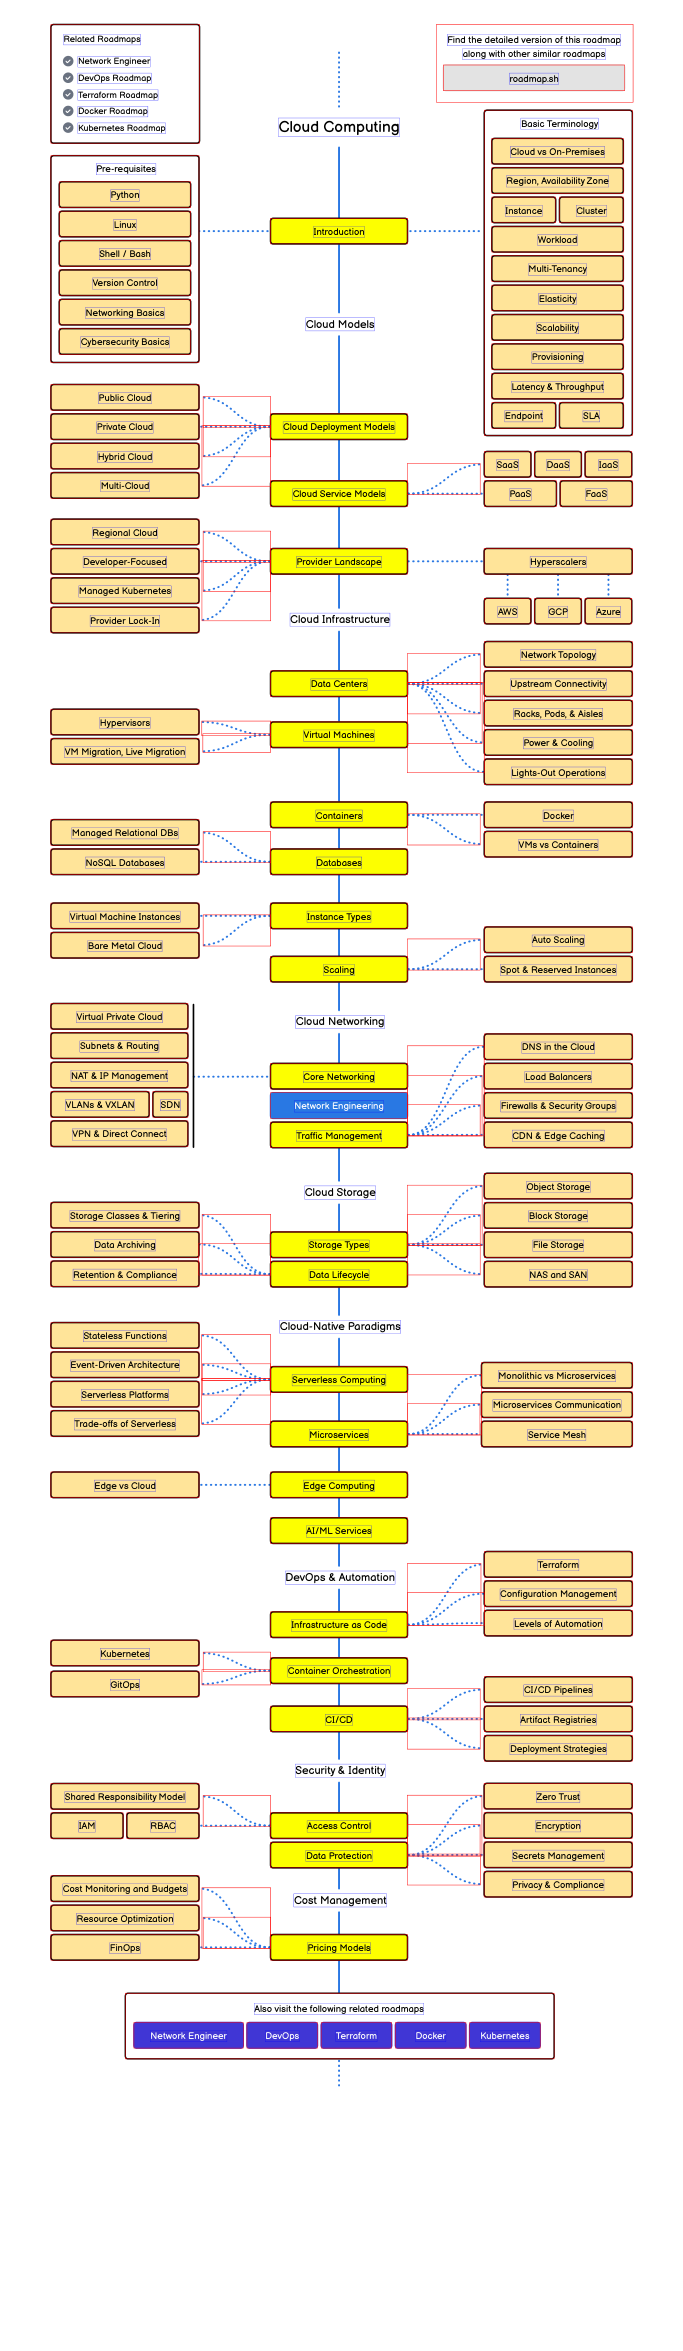 Related Roadmaps
Network Engineer
DevOps Roadmap
Terraform Roadmap
Docker Roadmap
Kubernetes Roadmap
Find the detailed version of this roadmap
along with other similar roadmaps
roadmap.sh
Cloud Computing
Pre-requisites
Python
Linux
Shell / Bash
Version Control
Networking Basics
Cybersecurity Basics
Introduction
Basic Terminology
Cloud vs On-Premises
Region, Availability Zone
Instance
Cluster
Workload
Multi-Tenancy
Elasticity
Scalability
Provisioning
Latency & Throughput
Endpoint
SLA
Cloud Models
Public Cloud
Private Cloud
Hybrid Cloud
Multi-Cloud
Cloud Deployment Models
Cloud Service Models
SaaS
DaaS
IaaS
PaaS
FaaS
Regional Cloud
Developer-Focused
Managed Kubernetes
Provider Lock-In
Provider Landscape
Hyperscalers
AWS
GCP
Azure
Cloud Infrastructure
Data Centers
Network Topology
Upstream Connectivity
Racks, Pods, & Aisles
Power & Cooling
Lights-Out Operations
Hypervisors
VM Migration, Live Migration
Virtual Machines
Containers
Docker
VMs vs Containers
Managed Relational DBs
NoSQL Databases
Databases
Virtual Machine Instances
Bare Metal Cloud
Instance Types
Scaling
Auto Scaling
Spot & Reserved Instances
Cloud Networking
Virtual Private Cloud
Subnets & Routing
NAT & IP Management
VLANs & VXLAN
SDN
VPN & Direct Connect
Core Networking
Network Engineering
Traffic Management
DNS in the Cloud
Load Balancers
Firewalls & Security Groups
CDN & Edge Caching
Cloud Storage
Storage Classes & Tiering
Data Archiving
Retention & Compliance
Storage Types
Data Lifecycle
Object Storage
Block Storage
File Storage
NAS and SAN
Cloud-Native Paradigms
Stateless Functions
Event-Driven Architecture
Serverless Platforms
Trade-offs of Serverless
Serverless Computing
Microservices
Monolithic vs Microservices
Microservices Communication
Service Mesh
Edge vs Cloud
Edge Computing
AI/ML Services
DevOps & Automation
Infrastructure as Code
Terraform
Configuration Management
Levels of Automation
Kubernetes
GitOps
Container Orchestration
CI/CD
CI/CD Pipelines
Artifact Registries
Deployment Strategies
Security & Identity
Shared Responsibility Model
IAM
RBAC
Access Control
Data Protection
Zero Trust
Encryption
Secrets Management
Privacy & Compliance
Cost Management
Cost Monitoring and Budgets
Resource Optimization
FinOps
Pricing Models
Also visit the following related roadmaps
Network Engineer
DevOps
Terraform
Docker
Kubernetes